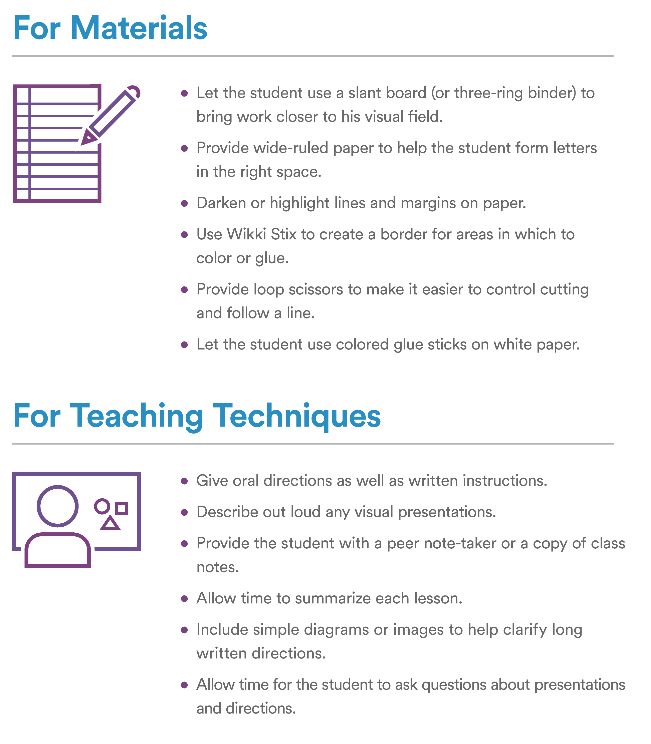 For Materials
• Let the student use a slant board (or three-ring binder) to
bring work closer to his visual field.
• Provide wide-ruled paper to help the student form letters
in the right space.
• Darken or highlight lines and margins on paper.
• Use Wikki Stix to create a border for areas in which to
color or glue.
• Provide loop scissors to make it easier to control cutting
and follow a line.
• Let the student use colored glue sticks on white paper.
For Teaching Techniques
• Give oral directions as well as written instructions.
• Describe out loud any visual presentations.
• Provide the student with a peer note-taker or a copy of class
notes.
• Allow time to summarize each lesson.
• Include simple diagrams or images to help clarify long
written directions.
• Allow time for the student to ask questions about presentations
and directions.